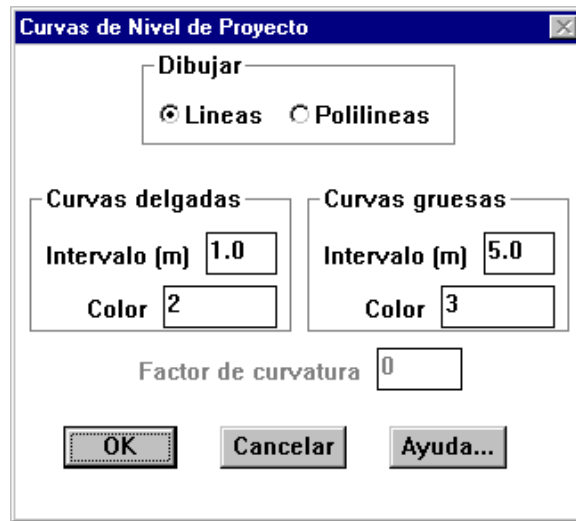 Curvas de Nivel de Proyecto
Dibujar
Lineas Polilineas
Curvas delgadas
Intervalo (m) 1.0
Color 2
Curvas gruesas
Intervalo (m) 5.0
Color 3
Factor de curvatura 0
OK Cancelar Ayuda...